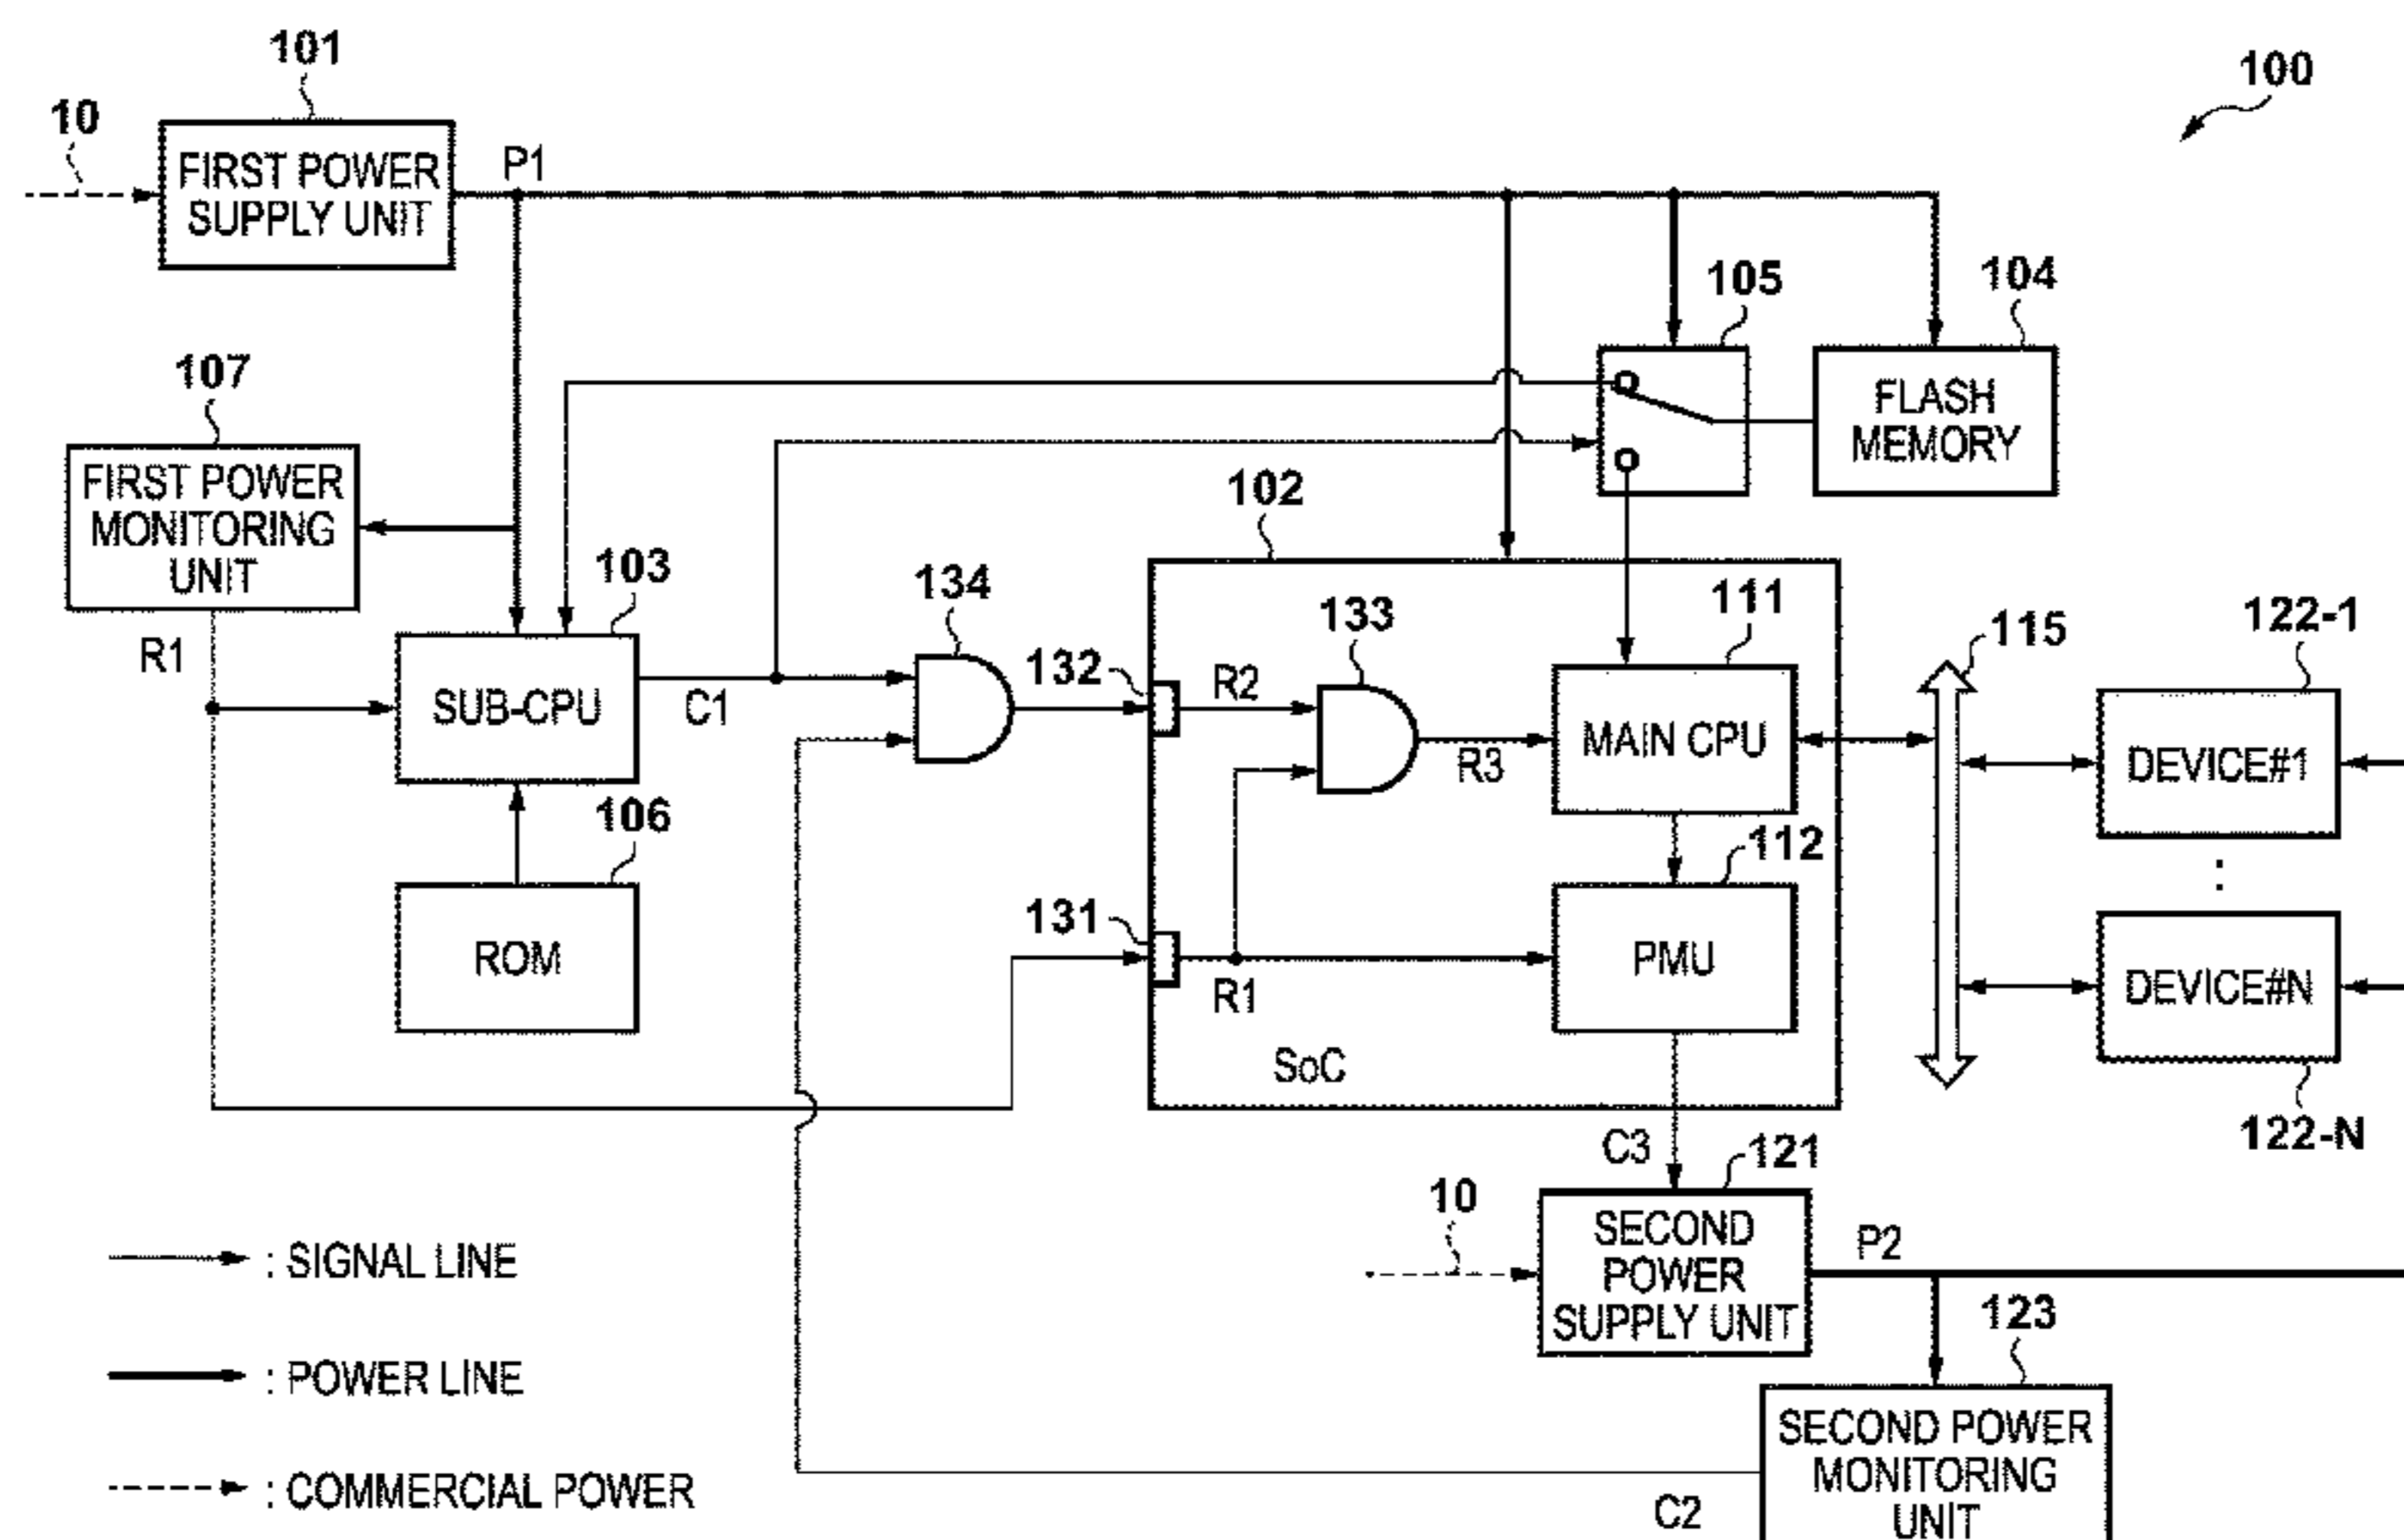 101
100
10
FIRST POWER
SUPPLY UNIT
P1
105
104
107
FLASH
MEMORY
FIRST POWER
MONITORING
UNIT
102
103
134
133
111
122-1
115
R1
132
R2
SUB-CPU
C1
MAIN CPU
R3
DEVICE#1
106
112
:
131
ROM
PMU
DEVICE#N
R1
SoC
122-N
C3
121
10
SECOND
POWER
SUPPLY UNIT
P2
: SIGNAL LINE
123
: POWER LINE
SECOND POWER
MONITORING
UNIT
: COMMERCIAL POWER
C2